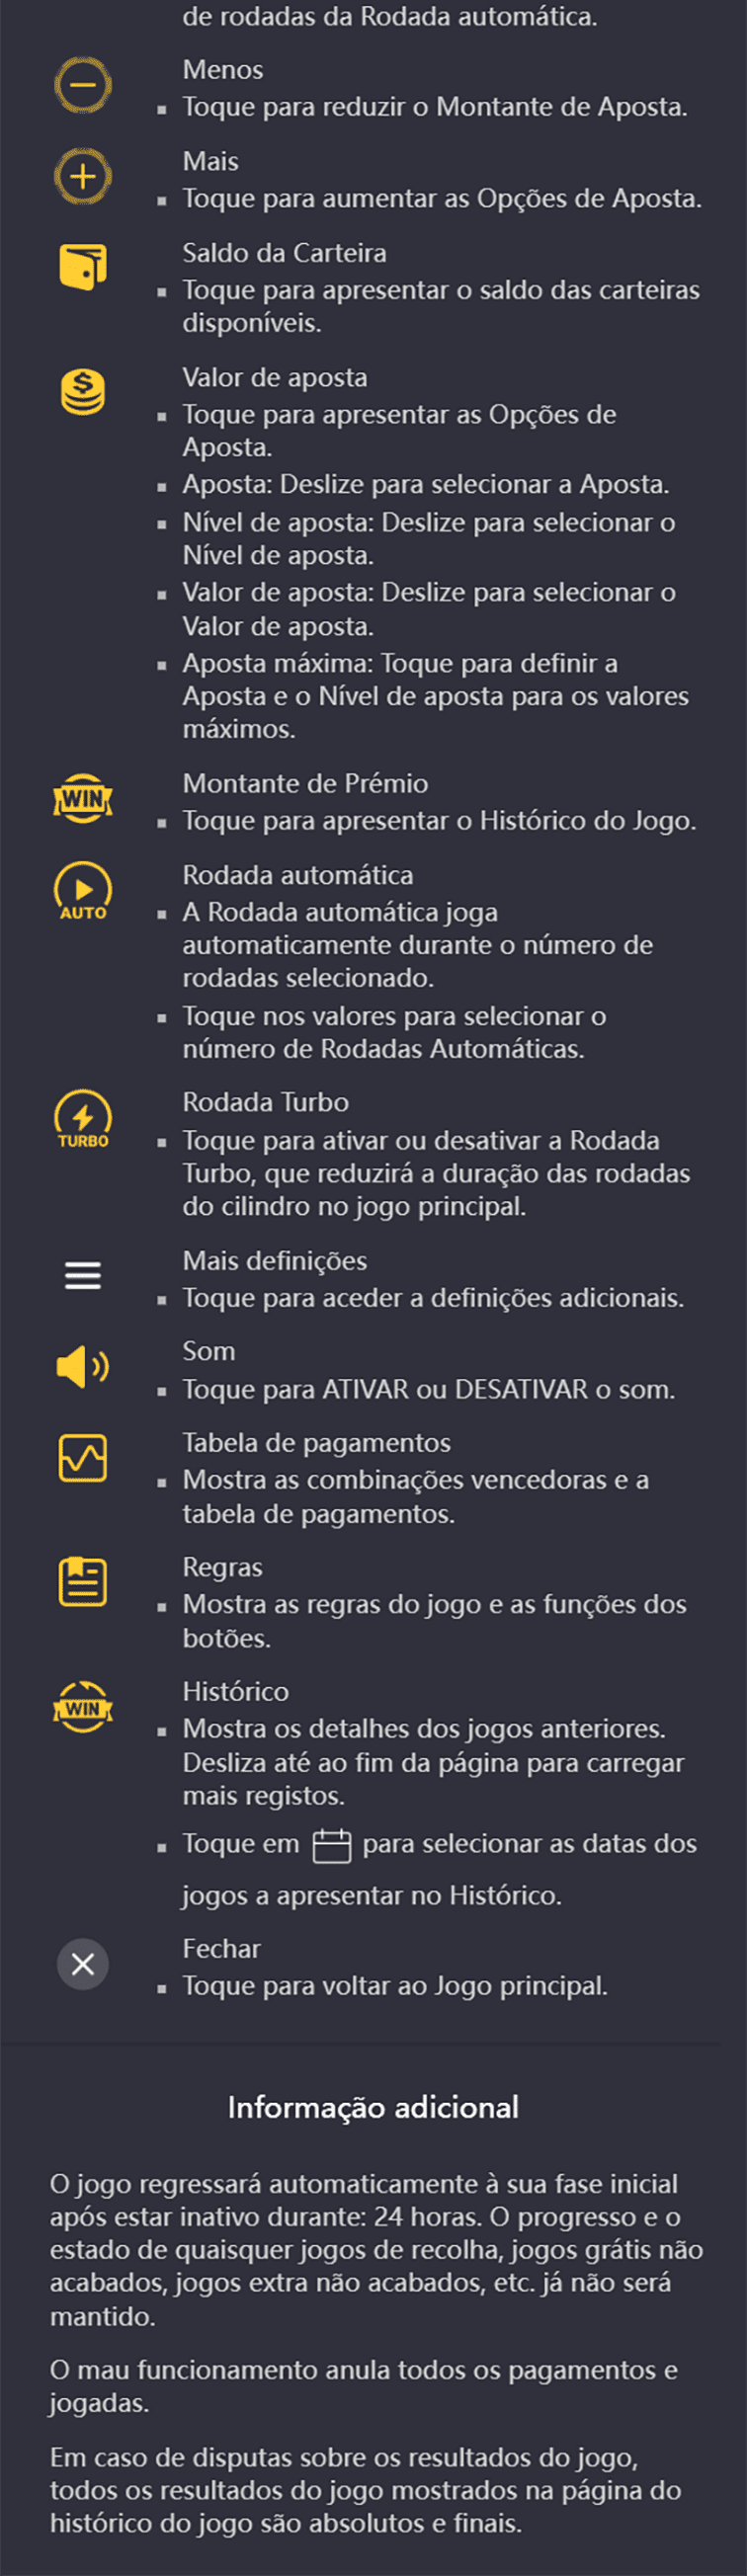 de rodadas da Rodada automática.
Menos
▪ Toque para reduzir o Montante de Aposta.
Mais
▪ Toque para aumentar as Opções de Aposta.
Saldo da Carteira
▪ Toque para apresentar o saldo das carteiras
disponíveis.
$
Valor de aposta
▪ Toque para apresentar as Opções de
Aposta.
▪ Aposta: Deslize para selecionar a Aposta.
▪ Nível de aposta: Deslize para selecionar o
Nível de aposta.
▪ Valor de aposta: Deslize para selecionar o
Valor de aposta.
▪ Aposta máxima: Toque para definir a
Aposta e o Nível de aposta para os valores
máximos.
WIN
Montante de Prémio
▪ Toque para apresentar o Histórico do Jogo.
AUTO
Rodada automática
▪ A Rodada automática joga
automaticamente durante o número de
rodadas selecionado.
▪ Toque nos valores para selecionar o
número de Rodadas Automáticas.
TURBO
Rodada Turbo
▪ Toque para ativar ou desativar a Rodada
Turbo, que reduzirá a duração das rodadas
do cilindro no jogo principal.
Mais definições
▪ Toque para aceder a definições adicionais.
Som
▪ Toque para ATIVAR ou DESATIVAR o som.
Tabela de pagamentos
▪ Mostra as combinações vencedoras e a
tabela de pagamentos.
Regras
▪ Mostra as regras do jogo e as funções dos
botões.
WIN
Histórico
▪ Mostra os detalhes dos jogos anteriores.
Desliza até ao fim da página para carregar
mais registos.
▪ Toque em para selecionar as datas dos
jogos a apresentar no Histórico.
Fechar
▪ Toque para voltar ao Jogo principal.
Informação adicional
O jogo regressará automaticamente à sua fase inicial
após estar inativo durante: 24 horas. O progresso e o
estado de quaisquer jogos de recolha, jogos grátis não
acabados, jogos extra não acabados, etc. já não será
mantido.
O mau funcionamento anula todos os pagamentos e
jogadas.
Em caso de disputas sobre os resultados do jogo,
todos os resultados do jogo mostrados na página do
histórico do jogo são absolutos e finais.